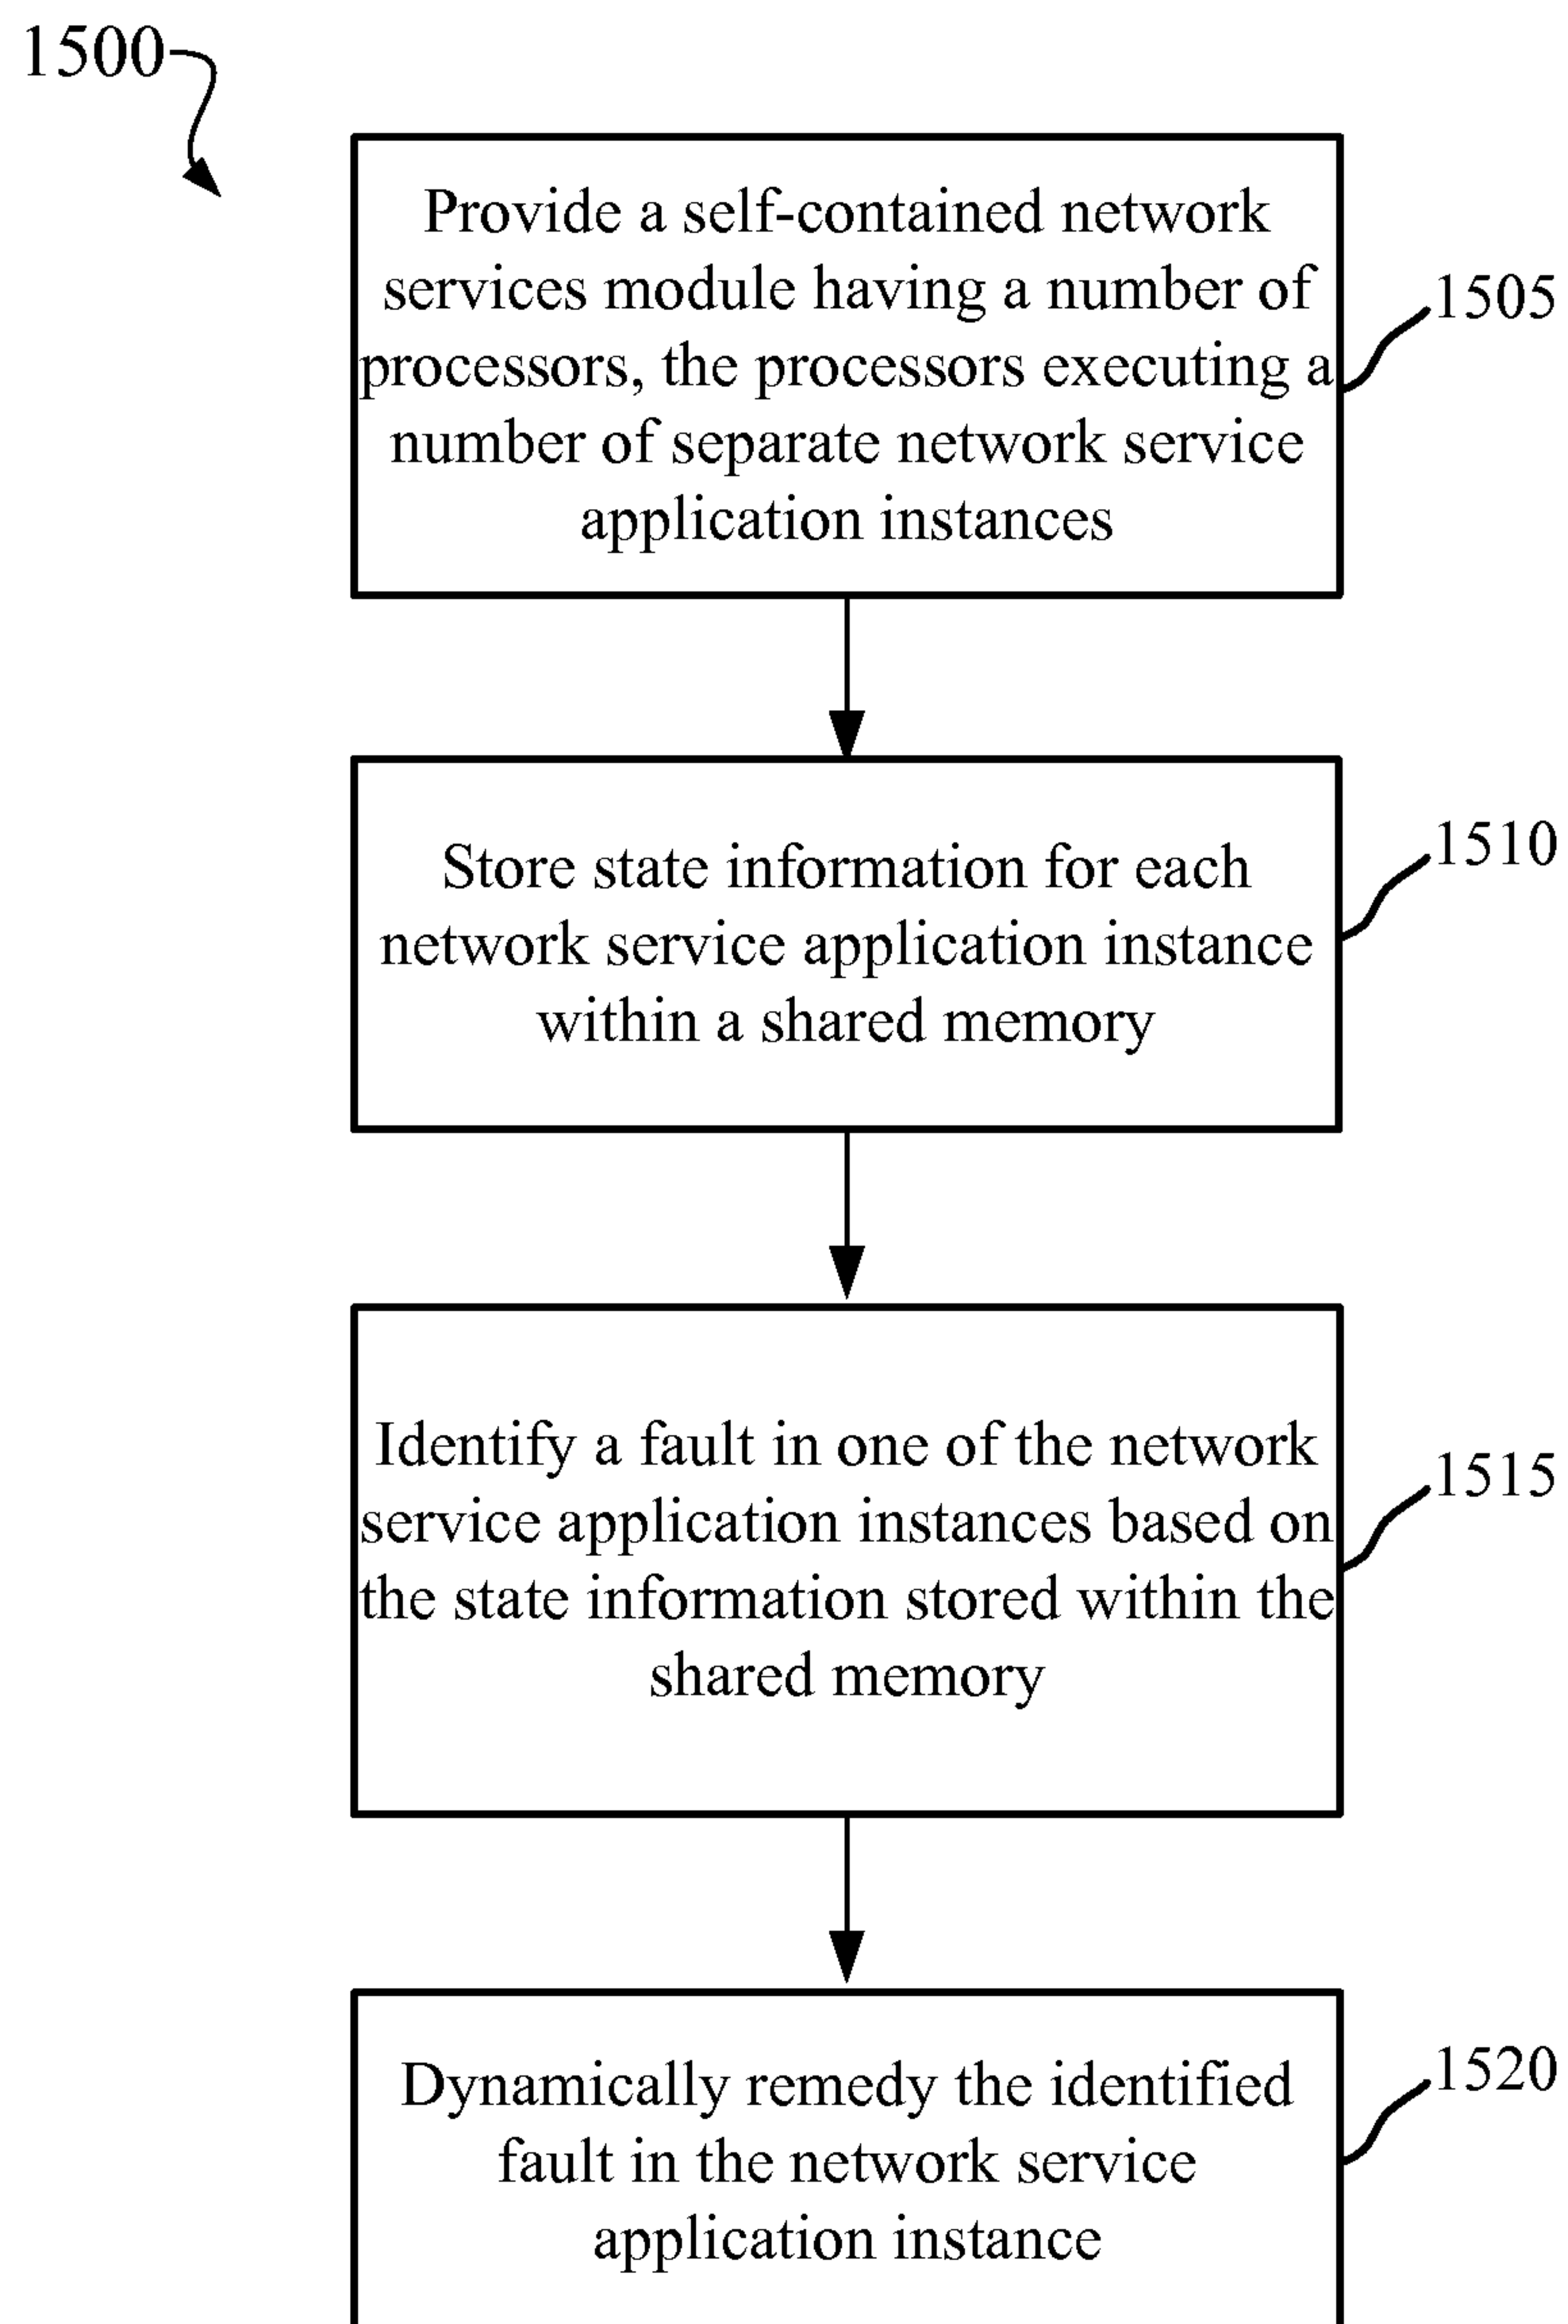 1500
Provide a self-contained network
services module having a number of
processors, the processors executing a
number of separate network service
application instances
1505
Store state information for each
network service application instance
within a shared memory
1510
Identify a fault in one of the network
service application instances based on
the state information stored within the
shared memory
1515
Dynamically remedy the identified
fault in the network service
application instance
1520